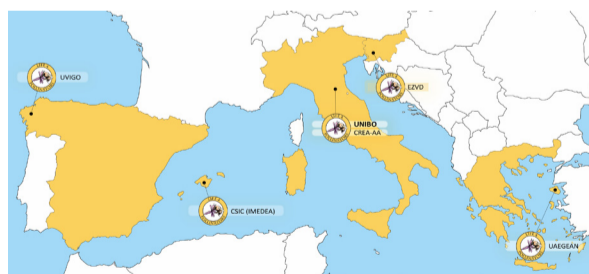 UVIGO
EZVD
UNIBO
CREA-AA
CSIC (IMEDEA)
UAEGEAN